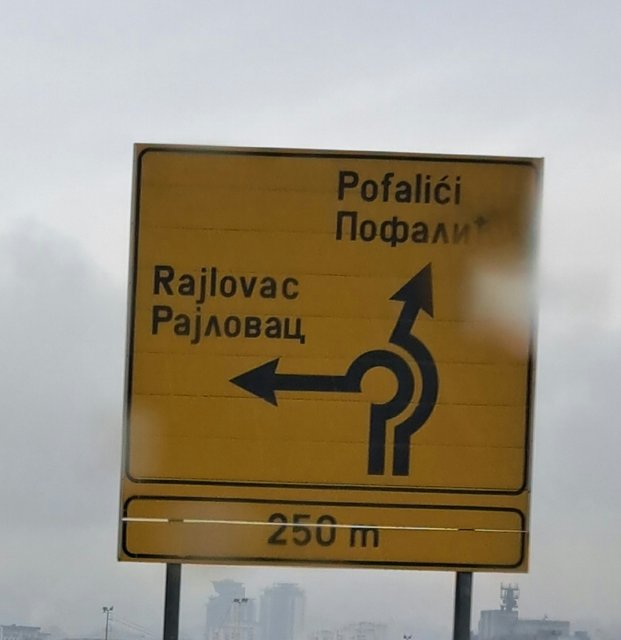 Pofalići
Rajlovac
Рајловац
250 m